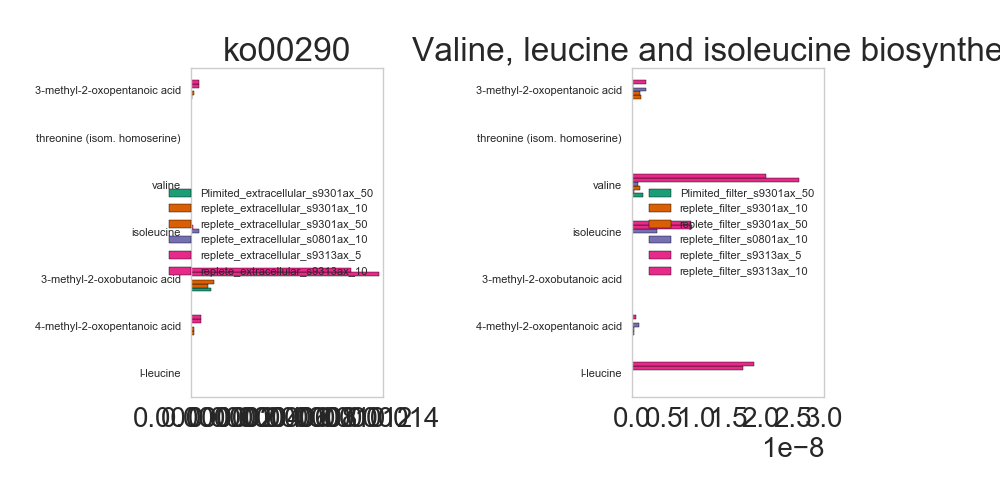 ko00290
3-methyl-2-oxopentanoic acid
threonine (isom. homoserine)
valine
isoleucine
3-methyl-2-oxobutanoic acid
4-methyl-2-oxopentanoic acid
l-leucine
Plimited_extracellular_s9301ax_50
replete_extracellular_s9301ax_10
replete_extracellular_s9301ax_50
replete_extracellular_s0801ax_10
replete_extracellular_s9313ax_5
replete_extracellular_s9313ax_10
Valine, leucine and isoleucine biosynthe
3-methyl-2-oxopentanoic acid
threonine (isom. homoserine)
valine
isoleucine
3-methyl-2-oxobutanoic acid
4-methyl-2-oxopentanoic acid
l-leucine
Plimited_filter_s9301ax_50
replete_filter_s9301ax_10
replete_filter_s9301ax_50
replete_filter_s0801ax_10
replete_filter_s9313ax_5
replete_filter_s9313ax_10
0.0 0.5 1.0 1.5 2.0 2.5 3.0
1e−8